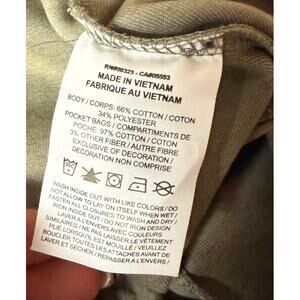 RN#56323 - CA#05553
MADE IN VIETNAM
FABRIQUE AU VIETNAM
BODY / CORPS: 66% COTTON / COTON
34% POLYESTER
POCKET BAGS / COMPARTIMENTS DE
POCHE: 97% COTTON / COTON
3% OTHER FIBER / AUTRE FIBRE
EXCLUSIVE OF DECORATION /
DECORATION NON COMPRISE
WASH INSIDE OUT WITH LIKE COLORS / DO
NOT ALLOW TO LAY ON ITSELF WHEN WET /
FASTEN ALL CLOSURES TO WASH AND DRY /
IRON INSIDE OUT / DO NOT IRON DESIGN
LAVER À L'ENVERS AVEC COULEURS
SIMILAIRES / NE PAS LAISSER LE VÊTEMENT
PLIÉ LORSQU'IL EST MOUILLÉ / VEUILLEZ
FERMER TOUTES LES ATTACHES AVANT DE
LAVER ET SÉCHER / REPASSER À L'ENVERS /